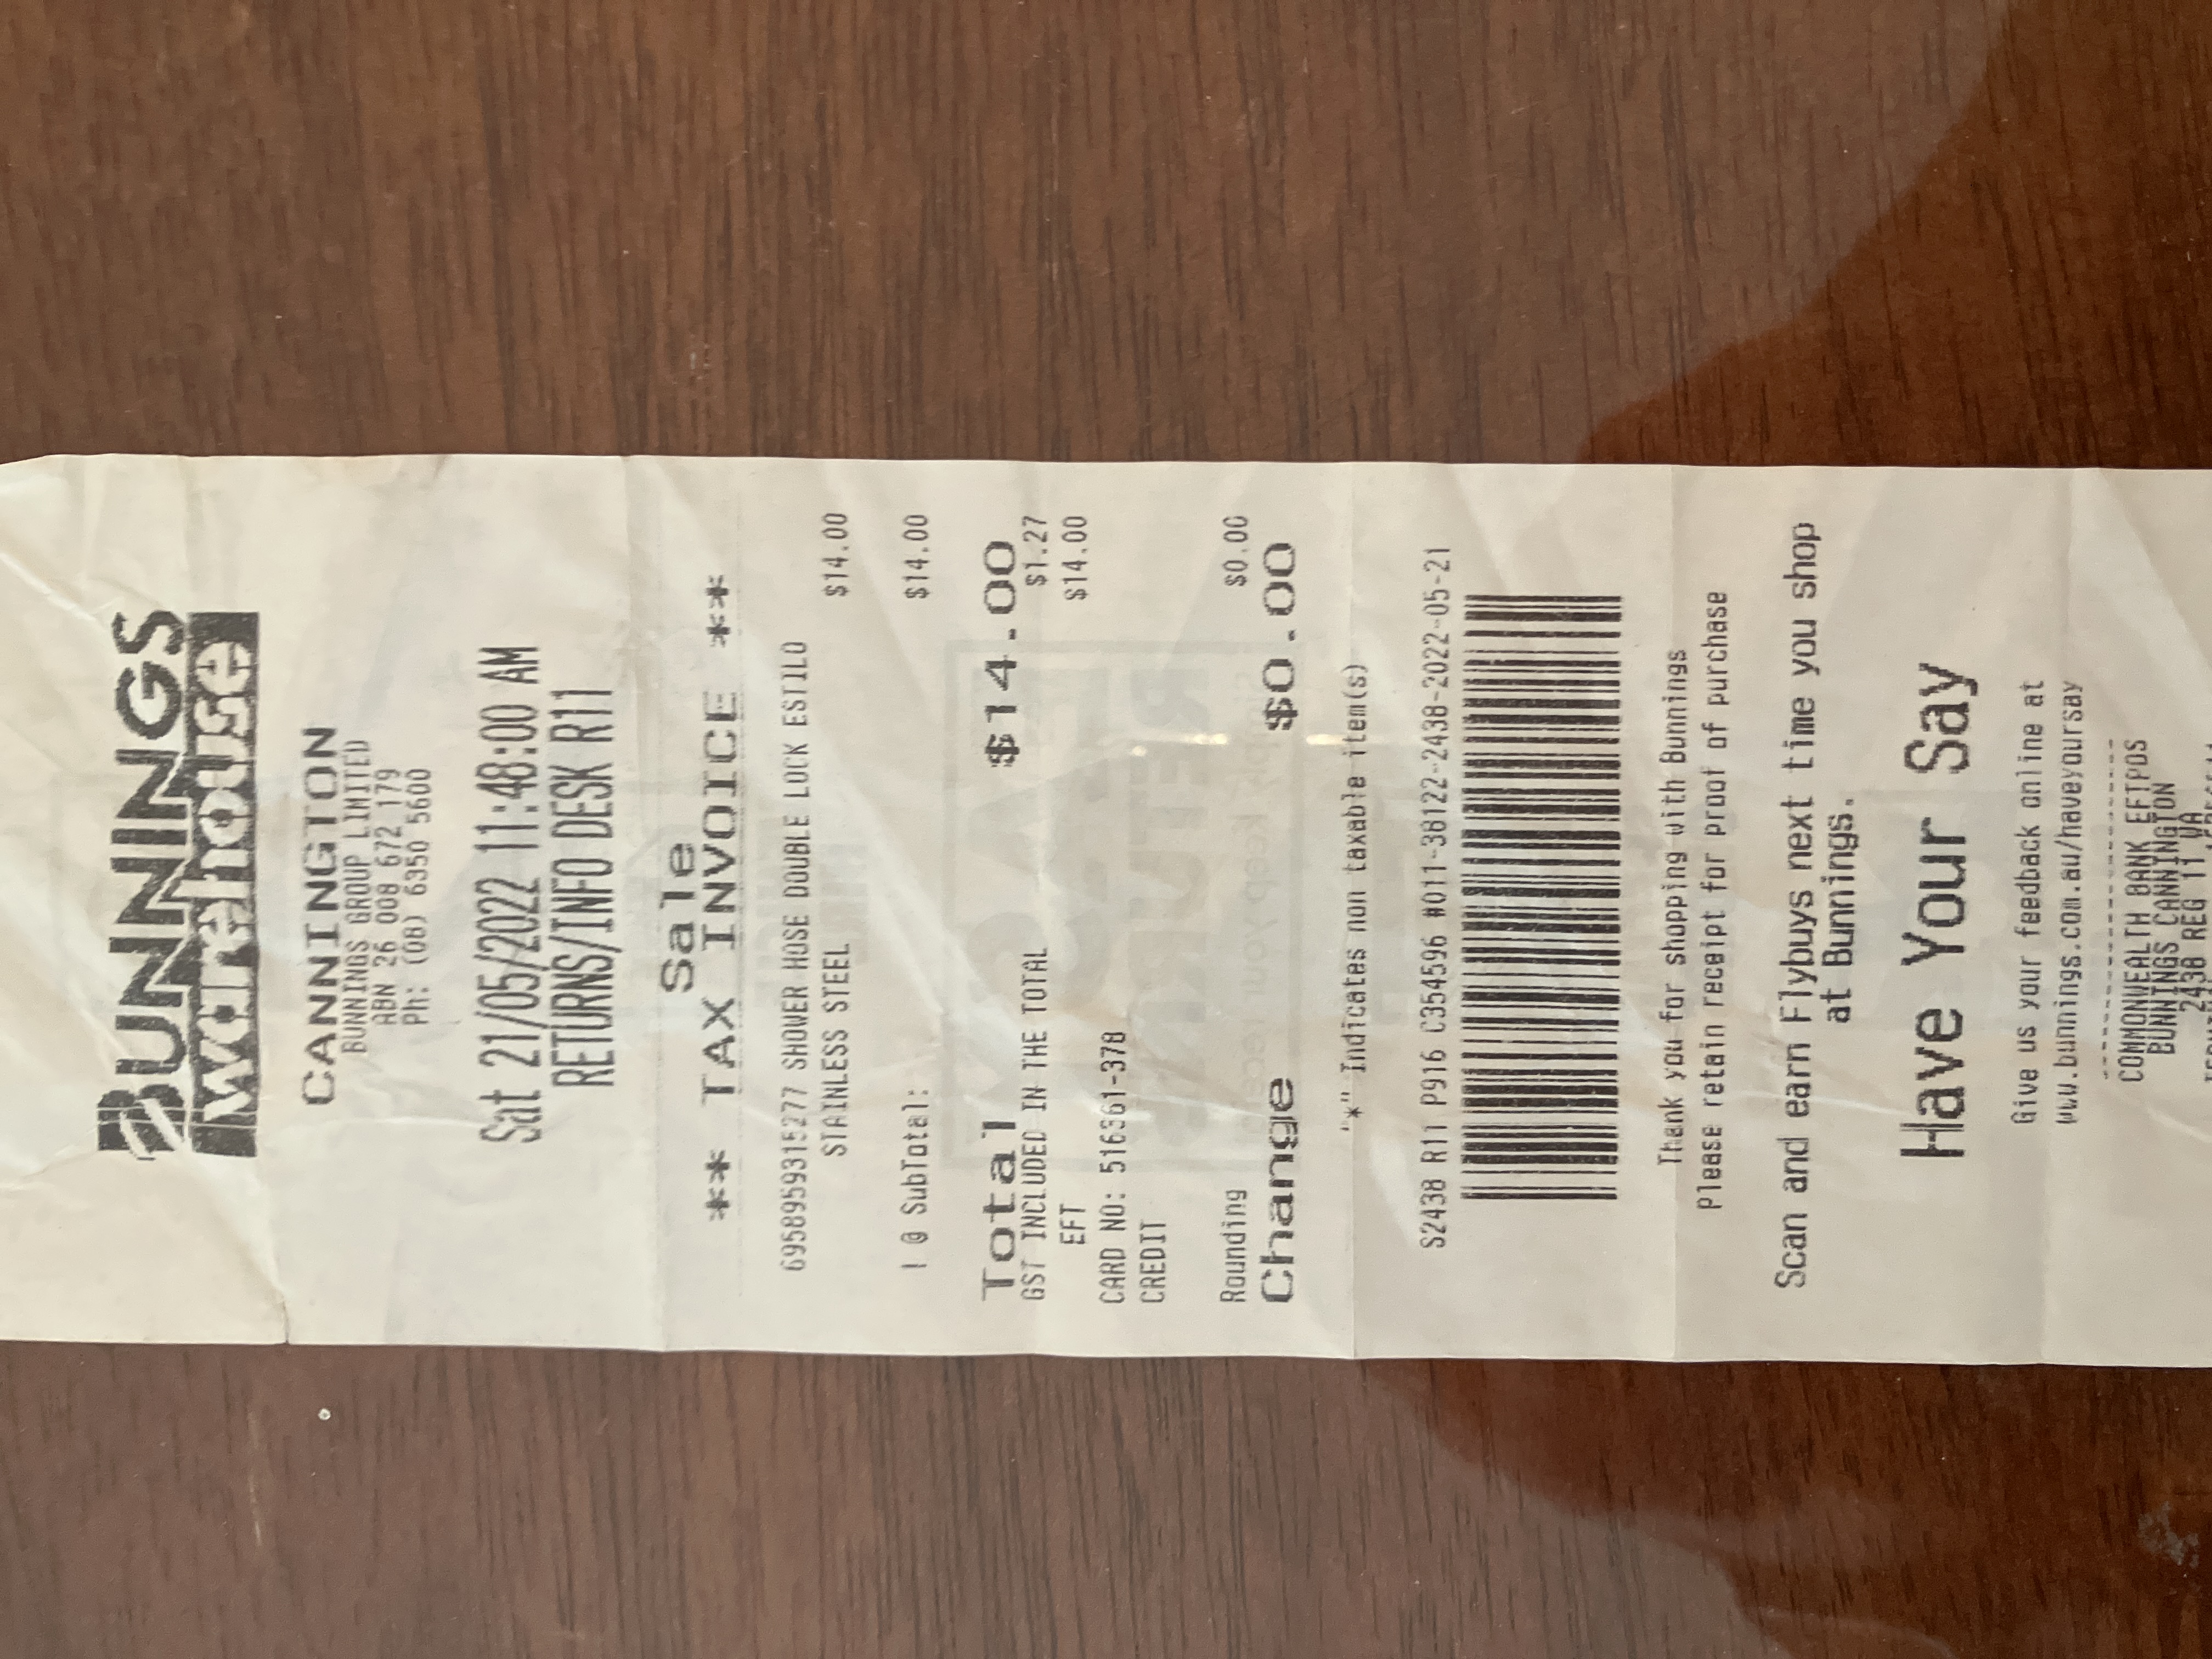 BUNNINGS
warehouse
CANNINGTON
BUNNINGS GROUP LIMITED
ABN 26 008 672 179
Ph: (08) 6350 5600
Sat 21/05/2022 11:48:00 AM
RETURNS/INFO DESK R11
Sale
** TAX INVOICE **
6958959315277 SHOWER HOSE DOUBLE LOCK ESTILO
STAINLESS STEEL $14.00
! @ SubTotal: $14.00
Total $14.00
GST INCLUDED IN THE TOTAL $1.27
EFT $14.00
CARD NO: 516361-378
CREDIT
Rounding $0.00
Change $0.00
"*" Indicates non taxable item(s)
S2438 R11 P916 C354596 #011-38122-2438-2022-05-21
Thank you for shopping with Bunnings
Please retain receipt for proof of purchase
Scan and earn Flybuys next time you shop
at Bunnings.
Have Your Say
Give us your feedback online at
www.bunnings.com.au/haveyoursay
COMMONWEALTH BANK EFTPOS
BUNNINGS CANNINGTON
2438 REG 11 WA